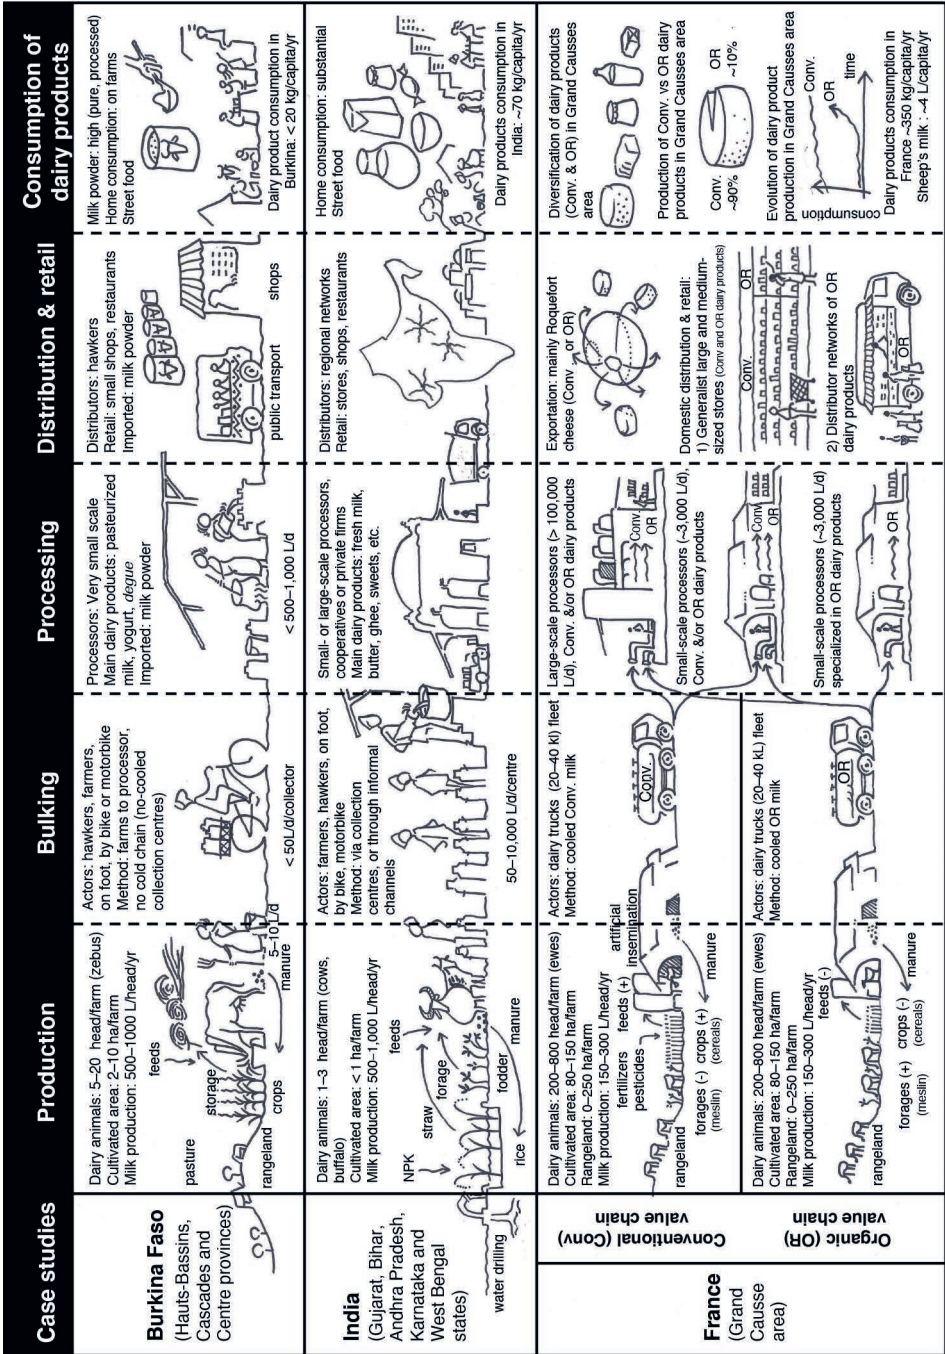 Case studies
Production
Bulking
Processing
Distribution & retail
Consumption of
dairy products
Burkina Faso
(Hauts-Bassins,
Cascades and
Centre provinces)
Dairy animals: 5–20 head/farm (zebus)
Cultivated area: 2–10 ha/farm
Milk production: 500–1000 L/head/yr
feeds
pasture
storage
rangeland
crops
manure
5–10 L/d
Actors: hawkers, farmers,
on foot, by bike or motorbike
Method: farms to processor,
no cold chain (no-cooled
collection centres)
< 50L/d/collector
Processors: Very small scale
Main dairy products: pasteurized
milk, yogurt, degue
Imported: milk powder
< 500–1,000 L/d
Distributors: hawkers
Retail: small shops, restaurants
Imported: milk powder
public transport
shops
Milk powder: high (pure, processed)
Home consumption: on farms
Street food
Dairy product consumption in
Burkina: < 20 kg/capita/yr
India
(Gujarat, Bihar,
Andhra Pradesh,
Karnataka and
West Bengal
states)
water drilling
Dairy animals: 1–3 head/farm (cows,
buffalo)
Cultivated area: < 1 ha/farm
Milk production: 500–1,000 L/head/yr
NPK
straw
feeds
forage
fodder
rice
manure
Actors: farmers, hawkers, on foot,
by bike, motorbike
Method: via collection
centres, or through informal
channels
50–10,000 L/d/centre
Small- or large-scale processors,
cooperatives or private firms
Main dairy products: fresh milk,
butter, ghee, sweets, etc.
Distributors: regional networks
Retail: stores, shops, restaurants
Home consumption: substantial
Street food
Dairy products consumption in
India: ~70 kg/capita/yr
France
(Grand
Causse
area)
Conventional (Conv)
value chain
Dairy animals: 200–800 head/farm (ewes)
Cultivated area: 80–150 ha/farm
Rangeland: 0–250 ha/farm
Milk production: 150–300 L/head/yr
fertilizers
pesticides
feeds (+)
artificial
insemination
rangeland
forages (-)
(meslin)
crops (+)
(cereals)
manure
Actors: dairy trucks (20–40 kl) fleet
Method: cooled Conv. milk
Conv.
Organic (OR)
value chain
Dairy animals: 200–800 head/farm (ewes)
Cultivated area: 80–150 ha/farm
Rangeland: 0–250 ha/farm
Milk production: 150–300 L/head/yr
feeds (-)
rangeland
forages (+)
(meslin)
crops (-)
(cereals)
manure
Actors: dairy trucks (20–40 kL) fleet
Method: cooled OR milk
OR
Large-scale processors (> 100,000
L/d), Conv. &/or OR dairy products
Conv.
OR
Small-scale processors (~3,000 L/d),
Conv. &/or OR dairy products
Conv.
OR
Small-scale processors (~3,000 L/d)
specialized in OR dairy products
OR
Exportation: mainly Roquefort
cheese (Conv. or OR)
Domestic distribution & retail:
1) Generalist large and medium-
sized stores (Conv and OR dairy products)
Conv.
OR
2) Distributor networks of OR
dairy products
OR
Diversification of dairy products
(Conv. & OR) in Grand Causses
area
Production of Conv. vs OR dairy
products in Grand Causses area
Conv.
~90%
OR
~10%
Evolution of dairy product
production in Grand Causses area
consumption
Conv.
OR
time
Dairy products consumption in
France ~350 kg/capita/yr
Sheep's milk : ~4 L/capita/yr